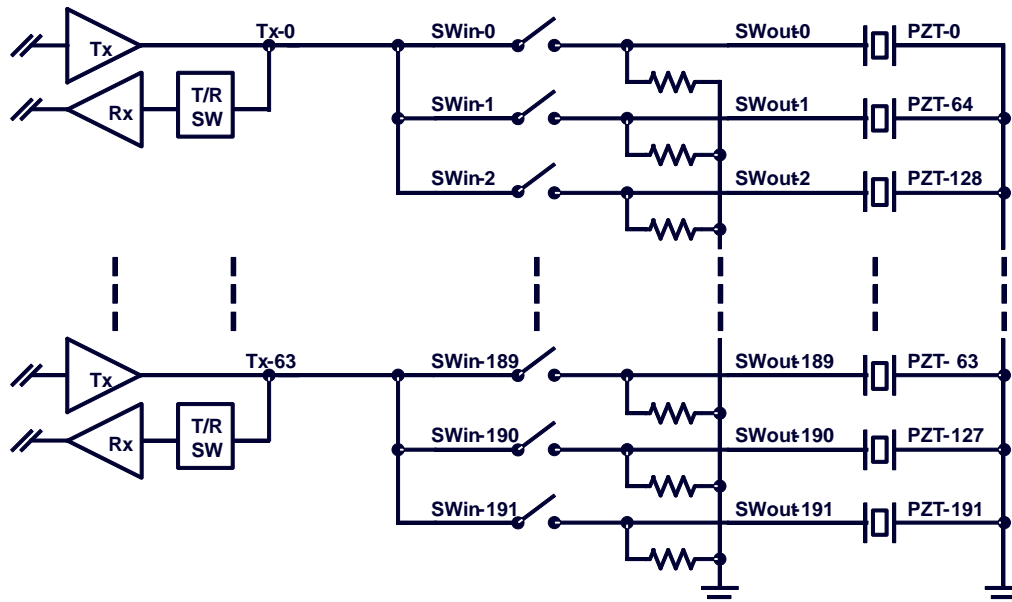 Tx-0 SWin-0 SWout-0 PZT-0
Tx
Rx T/R SW SWin-1 SWout-1 PZT-64
SWin-2 SWout-2 PZT-128
Tx-63 SWin-189 SWout-189 PZT- 63
Tx
Rx T/R SW SWin-190 SWout-190 PZT-127
SWin-191 SWout-191 PZT-191